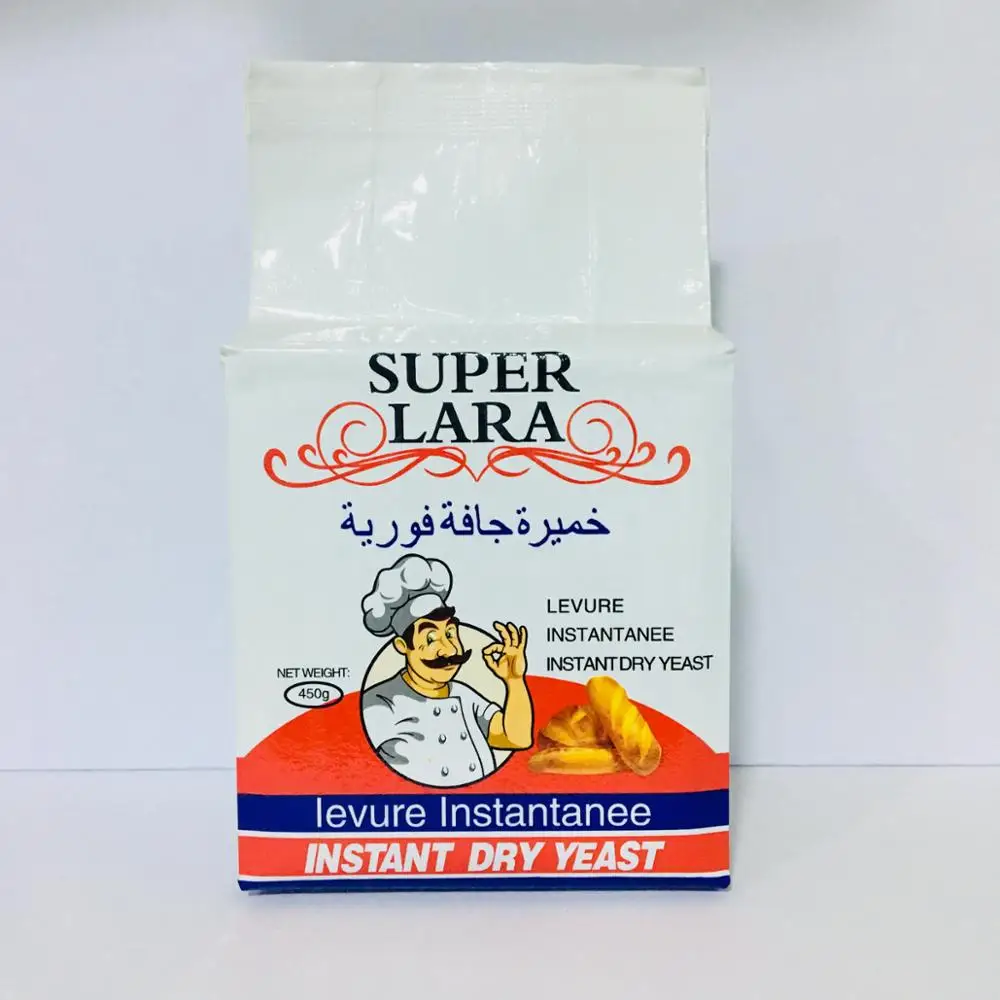 SUPER
LARA
خميرة جافة فورية
LEVURE
INSTANTANEE
INSTANT DRY YEAST
NET WEIGHT:
450g
levure Instantanee
INSTANT DRY YEAST